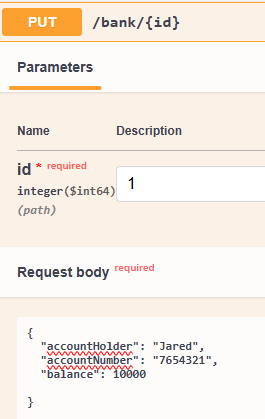 PUT /bank/{id}
Parameters
Name Description
id * required
integer($int64)
(path)
1
Request body required
{
"accountHolder": "Jared",
"accountNumber": "7654321",
"balance": 10000
}